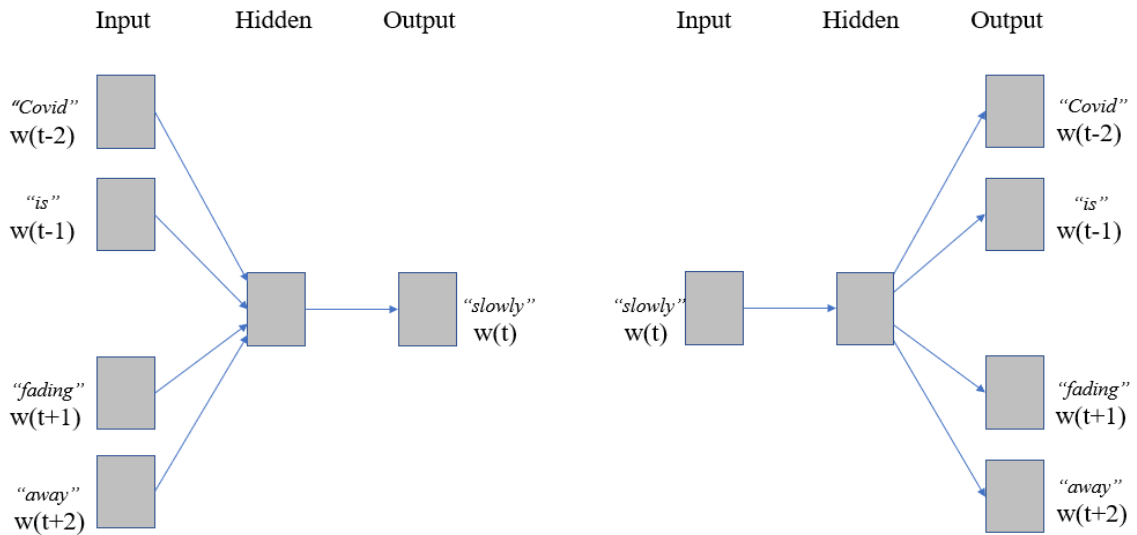 Input Hidden Output
“Covid”
w(t-2)
“is”
w(t-1)
“slowly”
w(t)
“fading”
w(t+1)
“away”
w(t+2)
Input Hidden Output
“Covid”
w(t-2)
“is”
w(t-1)
“slowly”
w(t)
“fading”
w(t+1)
“away”
w(t+2)